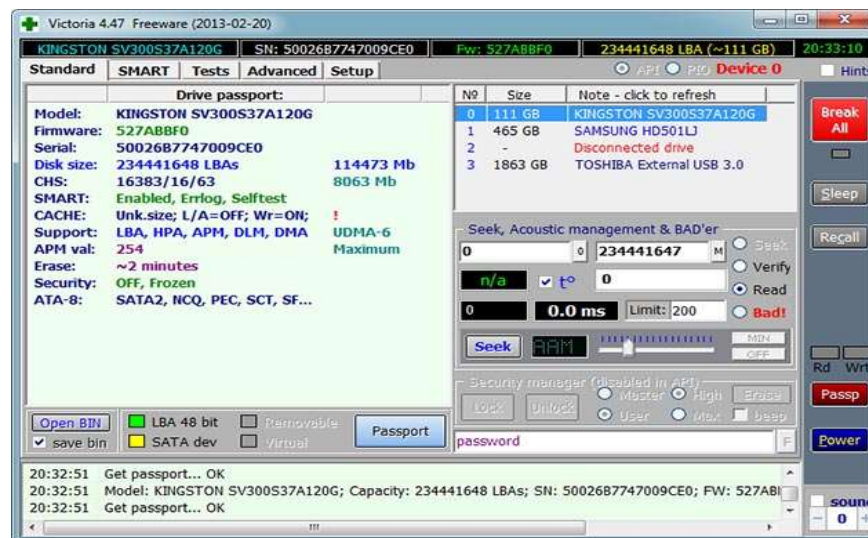 Victoria 4.47 Freeware (2013-02-20)
KINGSTON SV300S37A120G SN: 50026B7747009CE0 Fw: 527ABBF0 234441648 LBA (~111 GB) 20:33:10
Standard SMART Tests Advanced Setup API PIO Device 0 Hints
Drive passport:
Model: KINGSTON SV300S37A120G
Firmware: 527ABBF0
Serial: 50026B7747009CE0
Disk size: 234441648 LBAs 114473 Mb
CHS: 16383/16/63 8063 Mb
SMART: Enabled, Errlog, Selftest
CACHE: Unk.size; L/A=OFF; Wr=ON; !
Support: LBA, HPA, APM, DLM, DMA UDMA-6
APM val: 254 Maximum
Erase: ~2 minutes
Security: OFF, Frozen
ATA-8: SATA2, NCQ, PEC, SCT, SF...
Open BIN LBA 48 bit Removable
save bin SATA dev Virtual Passport
Nº Size Note - click to refresh
0 111 GB KINGSTON SV300S37A120G
1 465 GB SAMSUNG HD501LJ
2 - Disconnected drive
3 1863 GB TOSHIBA External USB 3.0
Seek, Acoustic management & BAD'er
0 0 234441647 M Seek
n/a tº 0 Verify
Read
0 0.0 ms Limit: 200 Bad!
Seek AAM MIN
OFF
Security manager (disabled in API)
Lock Unlock Master High Erase
User Max beep
password F
Break All
Sleep
Recall
Rd Wrt
Passp
Power
sound
- 0 +
20:32:51 Get passport... OK
20:32:51 Model: KINGSTON SV300S37A120G; Capacity: 234441648 LBAs; SN: 50026B7747009CE0; FW: 527ABI
20:32:51 Get passport... OK